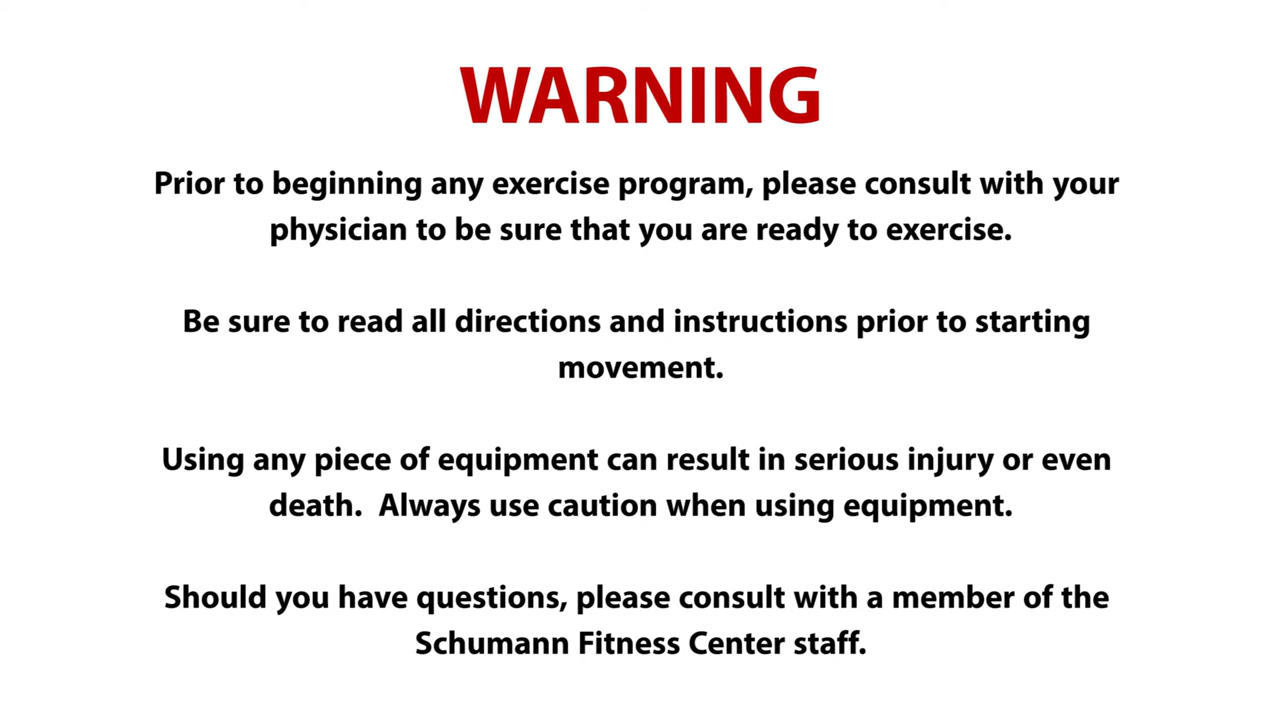 WARNING
Prior to beginning any exercise program, please consult with your
physician to be sure that you are ready to exercise.
Be sure to read all directions and instructions prior to starting
movement.
Using any piece of equipment can result in serious injury or even
death.  Always use caution when using equipment.
Should you have questions, please consult with a member of the
Schumann Fitness Center staff.